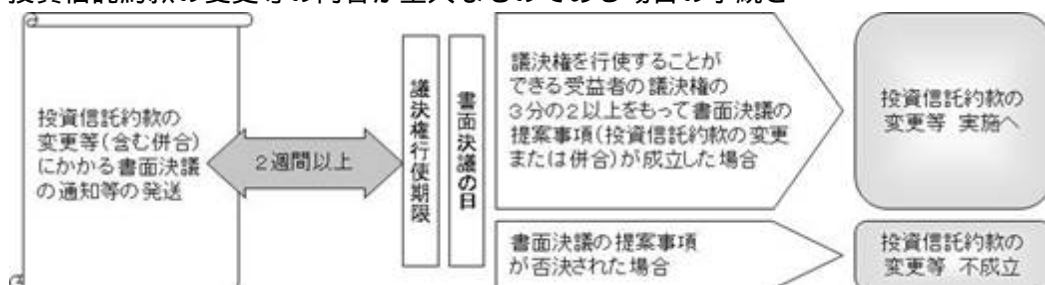 投資信託約款の変更等の内容が重大なものである場合の手続き
投資信託約款の
変更等(含む併合)
にかかる書面決議
の通知等の発送
2週間以上
議決権行使期限
書面決議の日
議決権を行使することが
できる受益者の議決権の
3分の2以上をもって書面決議の
提案事項(投資信託約款の変更
または併合)が成立した場合
投資信託約款の
変更等 実施へ
書面決議の提案事項
が否決された場合
投資信託約款の
変更等 不成立